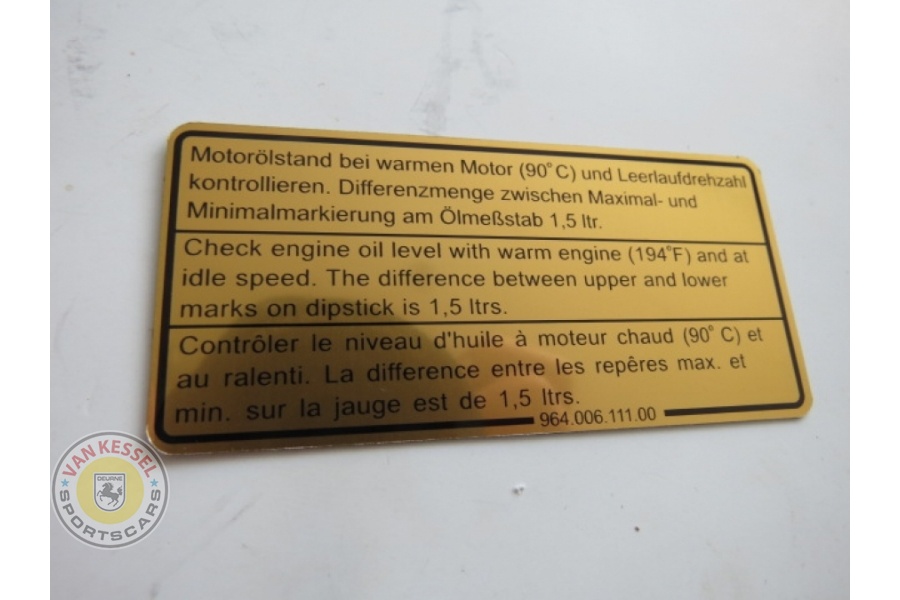 Motorölstand bei warmen Motor (90°C) und Leerlaufdrehzahl
kontrollieren. Differenzmenge zwischen Maximal- und
Minimalmarkierung am Ölmeßstab 1,5 ltr.
Check engine oil level with warm engine (194°F) and at
idle speed. The difference between upper and lower
marks on dipstick is 1,5 ltrs.
Contrôler le niveau d'huile à moteur chaud (90° C) et
au ralenti. La difference entre les repêres max. et
min. sur la jauge est de 1,5 ltrs.
964.006.111.00
VAN KESSEL
DEURNE
SPORTSCARS